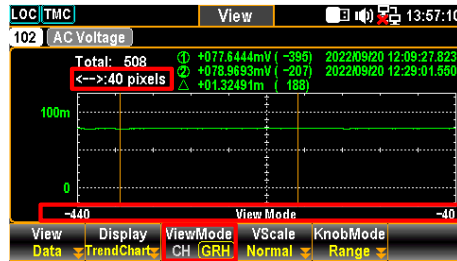 LOC TMC View 13:57:10
102 AC Voltage
Total: 508 ① +077.6444mV ( -395) 2022/09/20 12:09:27.823
<-->:40 pixels ② +078.9693mV ( -207) 2022/09/20 12:29:01.550
△ +01.32491m ( 188)
100m
0
-440 View Mode -40
View Display ViewMode VScale KnobMode
Data TrendChart CH GRH Normal Range